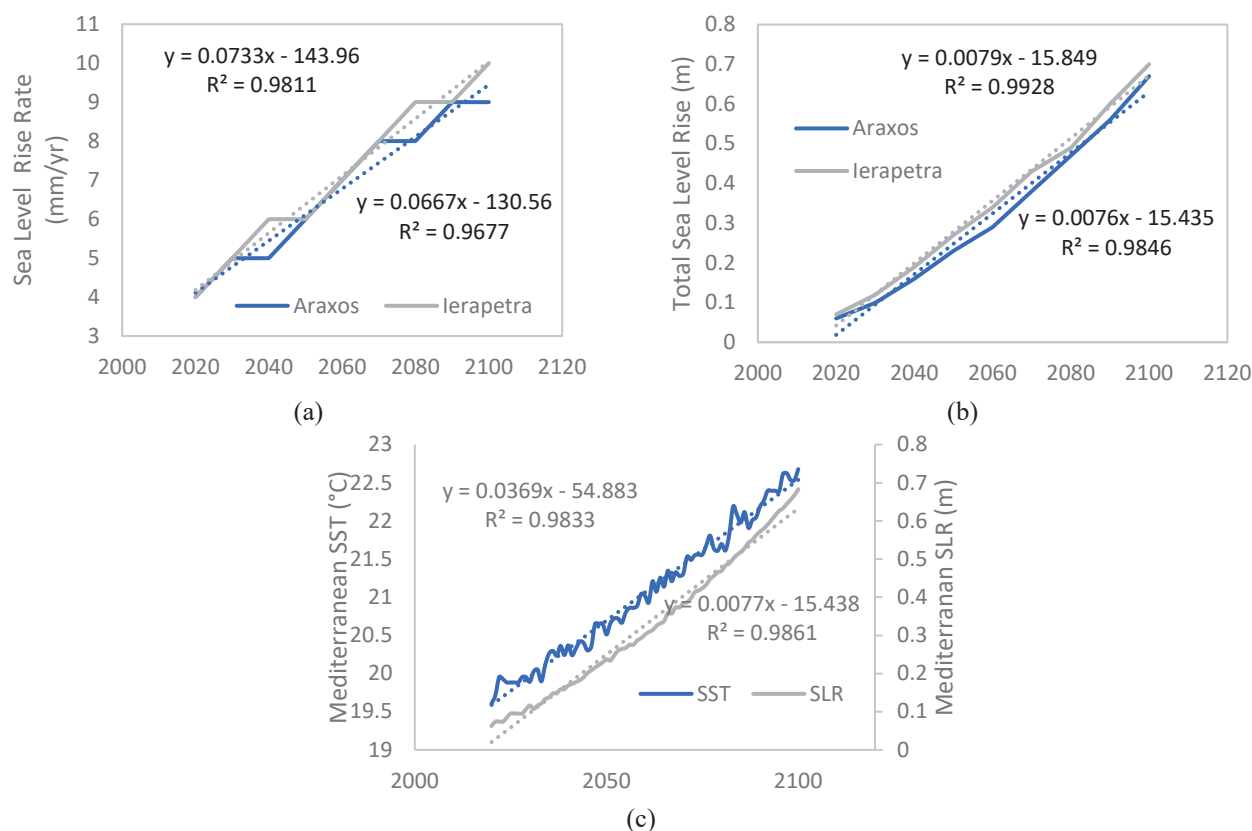 11
10
9
8
7
6
5
4
3
Sea Level Rise Rate
(mm/yr)
y = 0.0733x - 143.96
R² = 0.9811
y = 0.0667x - 130.56
R² = 0.9677
Araxos
Ierapetra
2000 2020 2040 2060 2080 2100 2120
(a)
0.8
0.7
0.6
0.5
0.4
0.3
0.2
0.1
0
Total Sea Level Rise (m)
y = 0.0079x - 15.849
R² = 0.9928
Araxos
Ierapetra
y = 0.0076x - 15.435
R² = 0.9846
2000 2020 2040 2060 2080 2100 2120
(b)
23
22.5
22
21.5
21
20.5
20
19.5
19
Mediterranean SST (°C)
y = 0.0369x - 54.883
R² = 0.9833
y = 0.0077x - 15.438
R² = 0.9861
SST
SLR
0.8
0.7
0.6
0.5
0.4
0.3
0.2
0.1
0
Mediterranan SLR (m)
2000 2050 2100
(c)